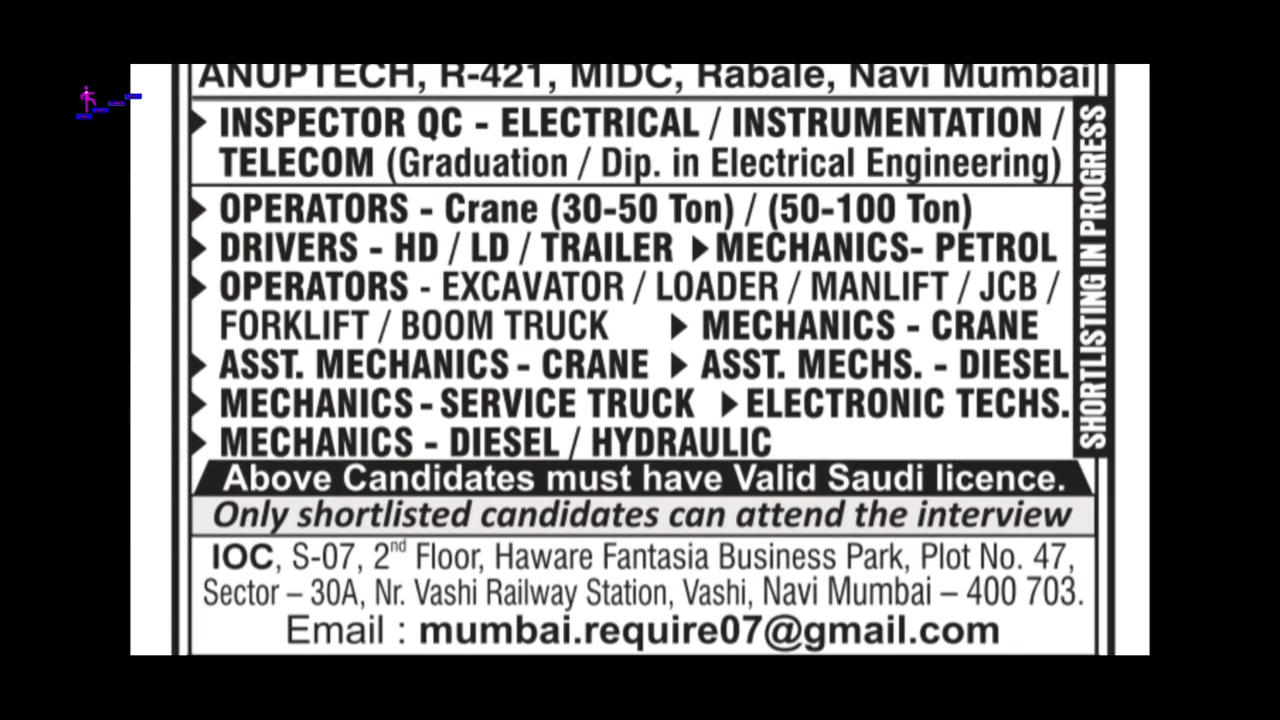 ANUPTECH, R-421, MIDC, Rabale, Navi Mumbai
INSPECTOR QC - ELECTRICAL / INSTRUMENTATION /
TELECOM (Graduation / Dip. in Electrical Engineering)
OPERATORS - Crane (30-50 Ton) / (50-100 Ton)
DRIVERS - HD / LD / TRAILER ▶ MECHANICS- PETROL
OPERATORS - EXCAVATOR / LOADER / MANLIFT / JCB /
FORKLIFT / BOOM TRUCK ▶ MECHANICS - CRANE
ASST. MECHANICS - CRANE ▶ ASST. MECHS. - DIESEL
MECHANICS - SERVICE TRUCK ▶ ELECTRONIC TECHS.
MECHANICS - DIESEL / HYDRAULIC
SHORTLISTING IN PROGRESS
Above Candidates must have Valid Saudi licence.
Only shortlisted candidates can attend the interview
IOC, S-07, 2nd Floor, Haware Fantasia Business Park, Plot No. 47,
Sector – 30A, Nr. Vashi Railway Station, Vashi, Navi Mumbai – 400 703.
Email : mumbai.require07@gmail.com